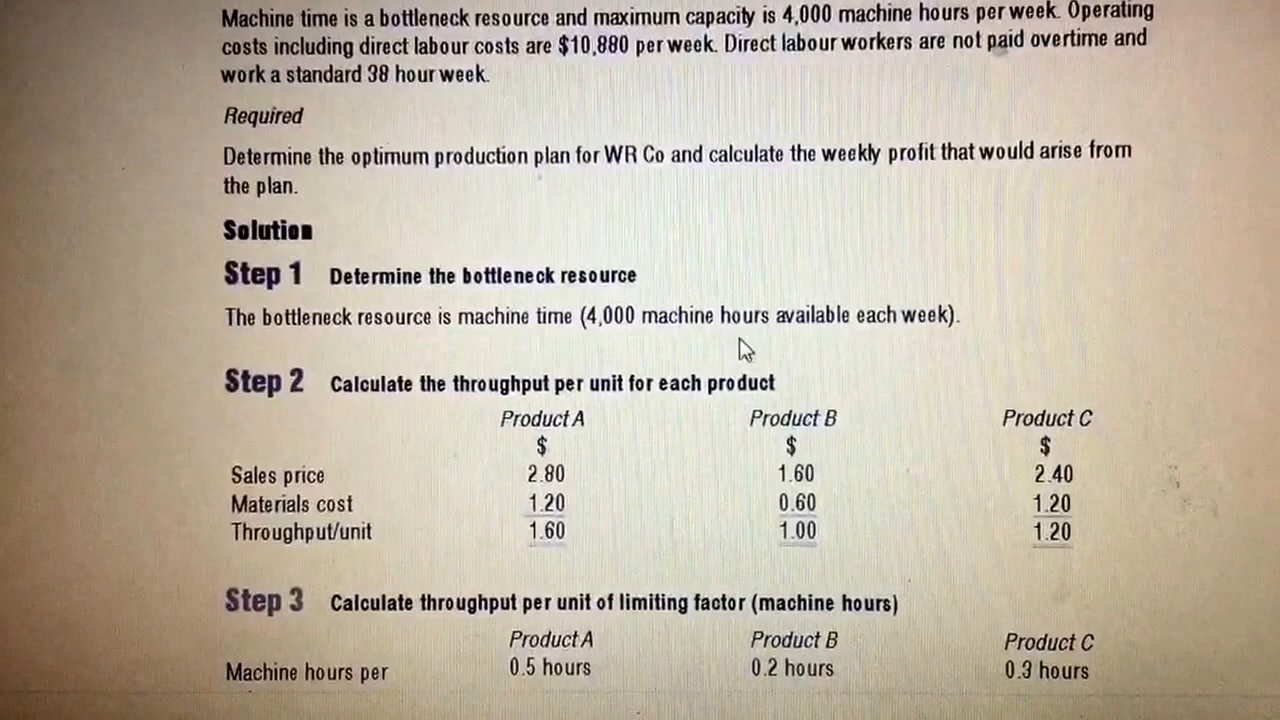 Machine time is a bottleneck resource and maximum capacity is 4,000 machine hours per week. Operating
costs including direct labour costs are $10,880 per week. Direct labour workers are not paid overtime and
work a standard 38 hour week.
Required
Determine the optimum production plan for WR Co and calculate the weekly profit that would arise from
the plan.
Solution
Step 1 Determine the bottleneck resource
The bottleneck resource is machine time (4,000 machine hours available each week).
Step 2 Calculate the throughput per unit for each product
Product A Product B Product C
$ $ $
Sales price 2.80 1.60 2.40
Materials cost 1.20 0.60 1.20
Throughput/unit 1.60 1.00 1.20
Step 3 Calculate throughput per unit of limiting factor (machine hours)
Product A Product B Product C
Machine hours per 0.5 hours 0.2 hours 0.3 hours